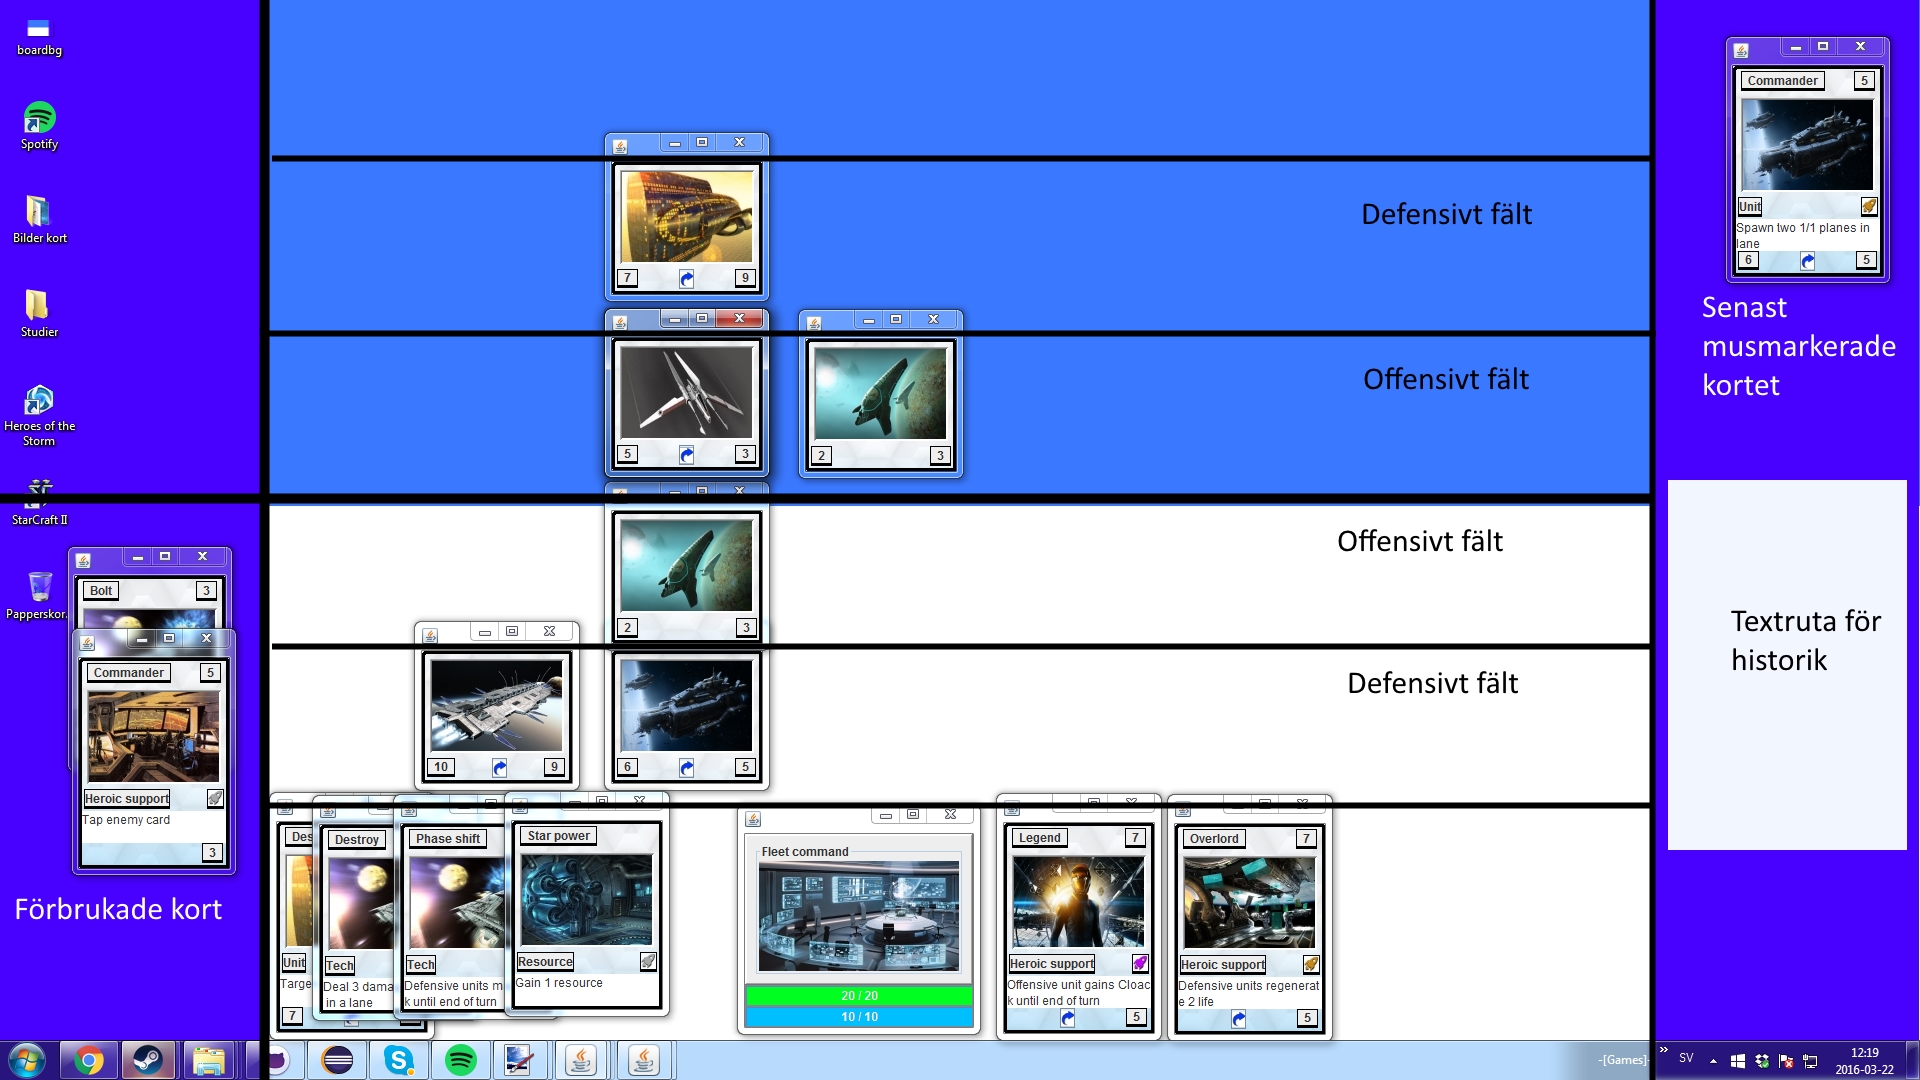 boardbg
Spotify
Bilder kort
Studier
Heroes of the
Storm
StarCraft II
Papperskor.
Bolt
3
Commander
5
Heroic support
Tap enemy card
3
Förbrukade kort
7
9
Defensivt fält
5
3
2
3
Offensivt fält
2
3
Offensivt fält
10
9
6
5
Defensivt fält
Des
Unit
Targe
7
Destroy
Tech
Deal 3 dama
in a lane
Phase shift
Tech
Defensive units m
k until end of turn
Star power
Resource
Gain 1 resource
Fleet command
20 / 20
10 / 10
Legend
7
Heroic support
Offensive unit gains Cloac
k until end of turn
5
Overlord
7
Heroic support
Defensive units regenerat
e 2 life
5
Commander
5
Unit
Spawn two 1/1 planes in
lane
6
5
Senast
musmarkerade
kortet
Textruta för
historik
-[Games]-
SV
12:19
2016-03-22